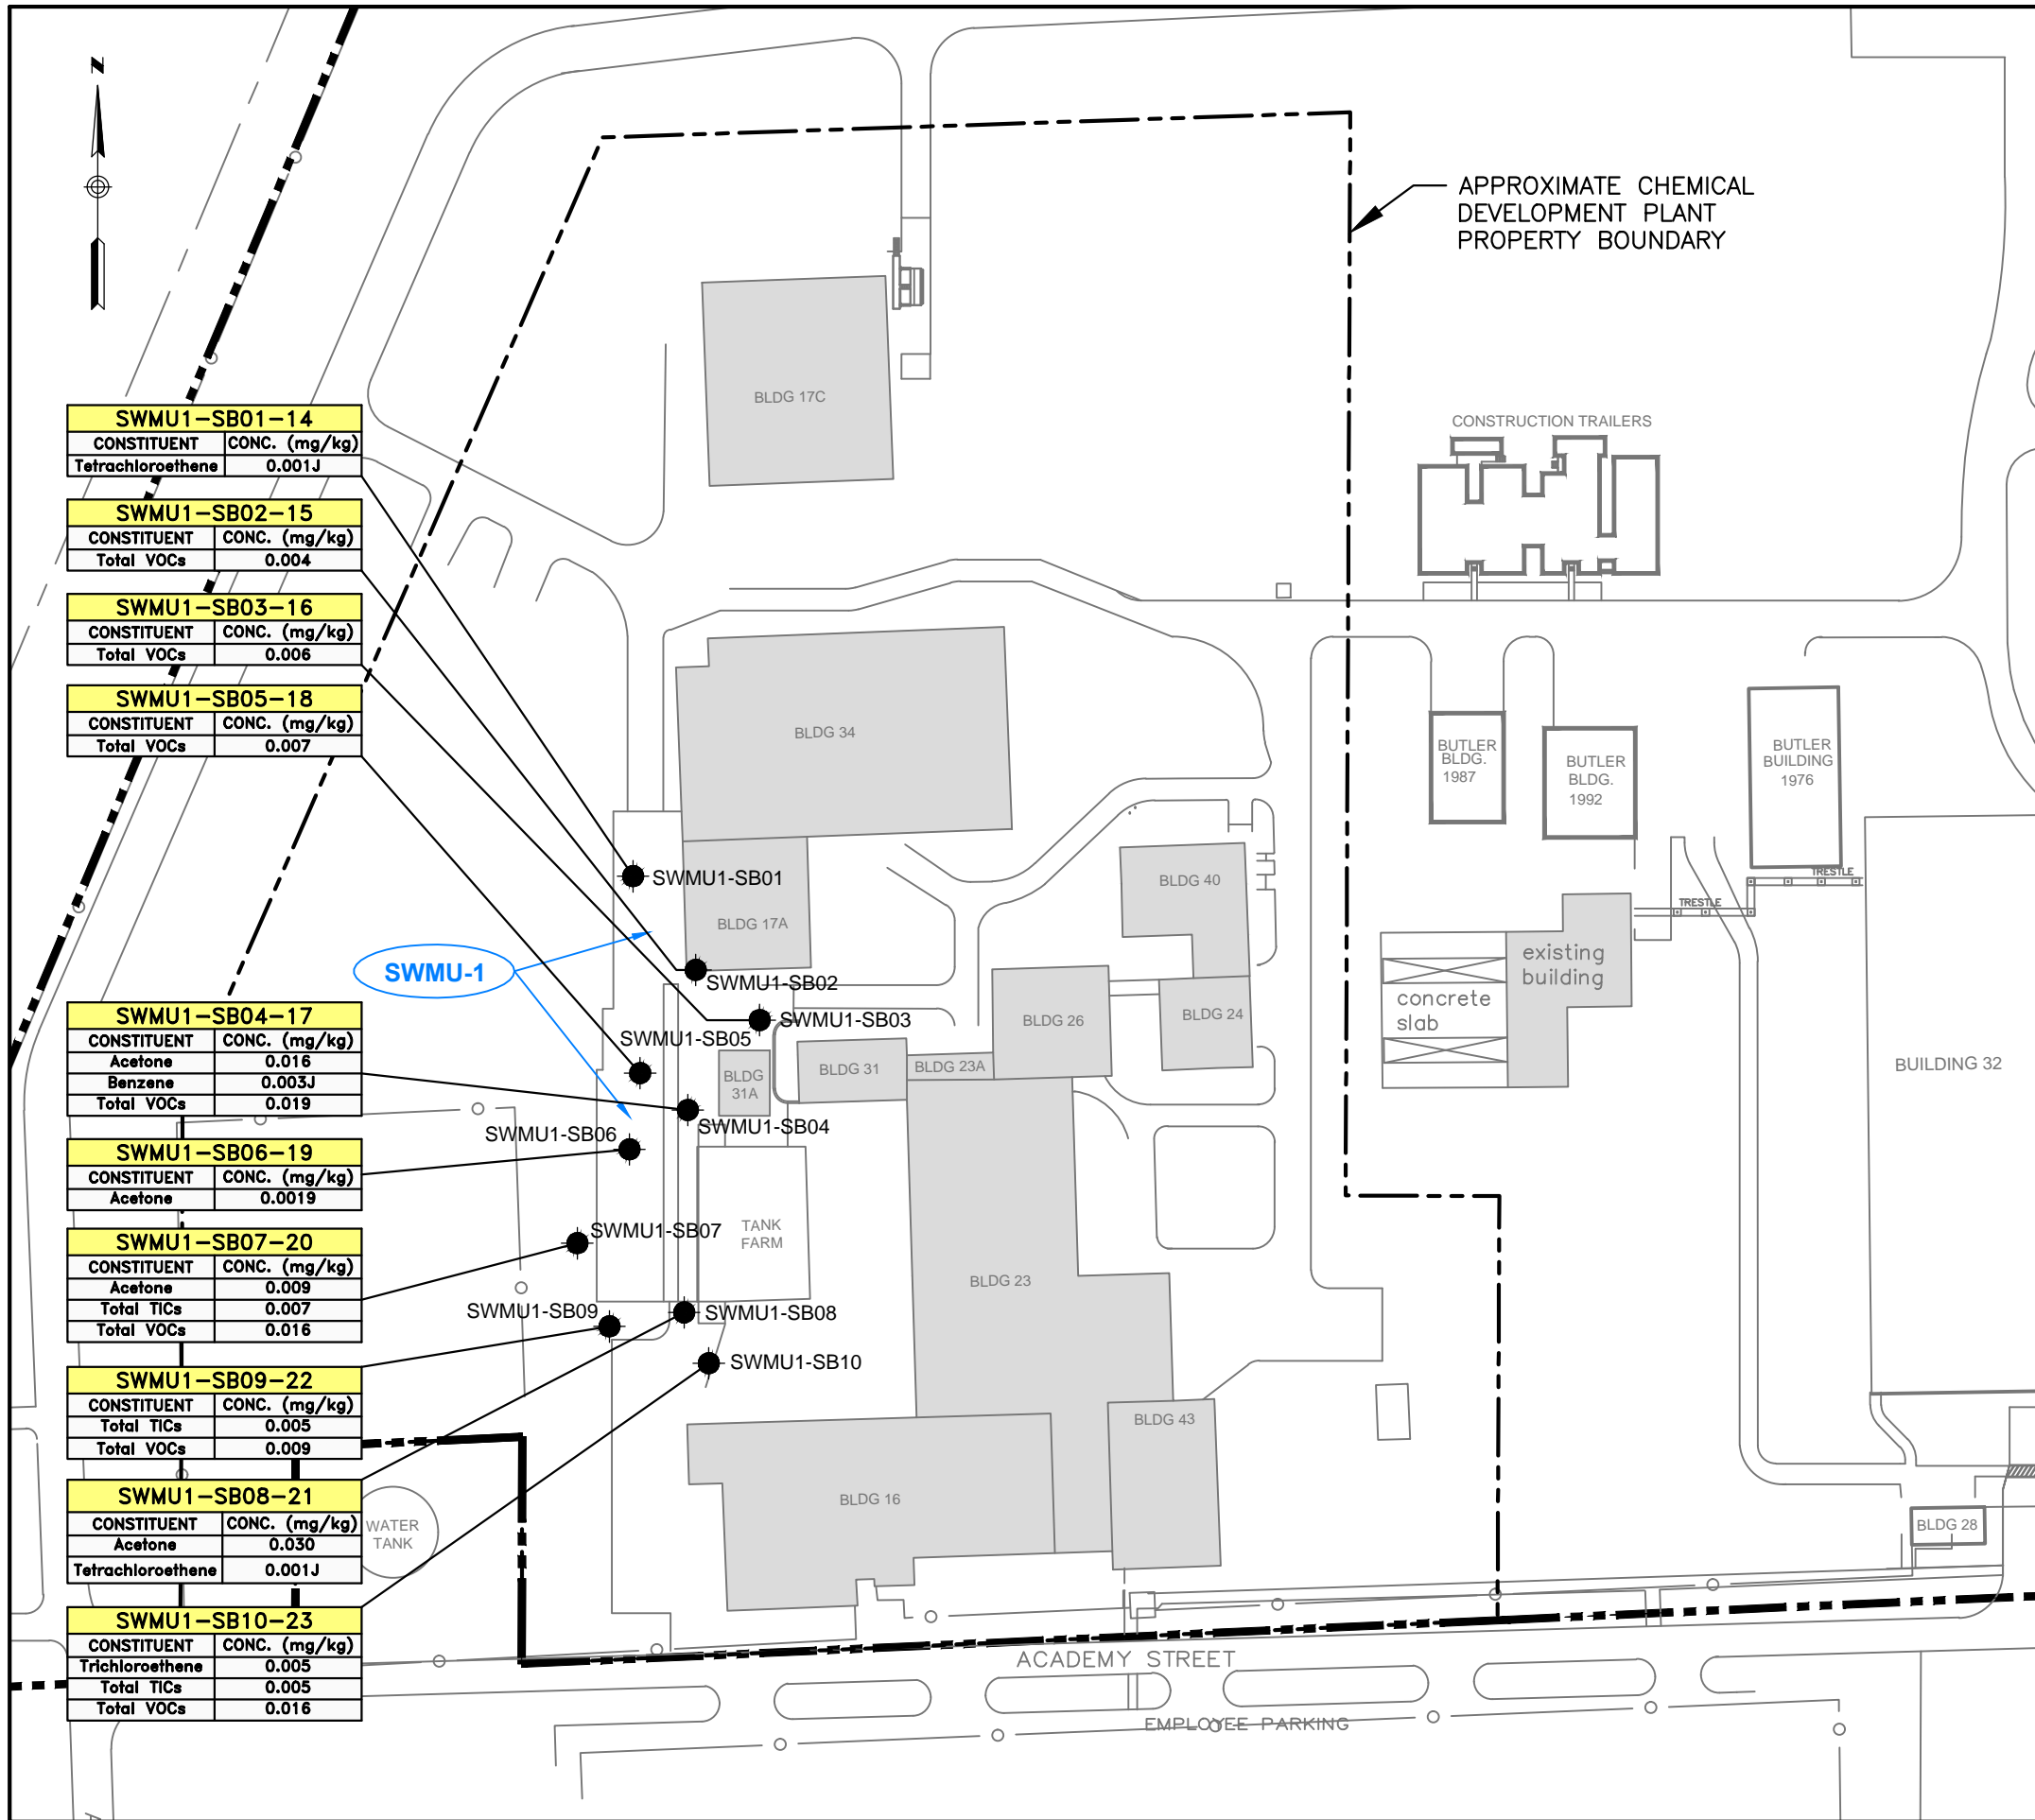 N
APPROXIMATE CHEMICAL
DEVELOPMENT PLANT
PROPERTY BOUNDARY
BLDG 17C
CONSTRUCTION TRAILERS
SWMU1-SB01-14
CONSTITUENT CONC. (mg/kg)
Tetrachloroethene 0.001J
SWMU1-SB02-15
CONSTITUENT CONC. (mg/kg)
Total VOCs 0.004
SWMU1-SB03-16
CONSTITUENT CONC. (mg/kg)
Total VOCs 0.006
SWMU1-SB05-18
CONSTITUENT CONC. (mg/kg)
Total VOCs 0.007
BLDG 34
BUTLER
BLDG.
1987
BUTLER
BLDG.
1992
BUTLER
BUILDING
1976
TRESTLE
TRESTLE
SWMU1-SB01
BLDG 17A
BLDG 40
SWMU-1
SWMU1-SB02
SWMU1-SB03
SWMU1-SB05
existing
building
concrete
slab
BLDG 26
BLDG 24
BLDG
31A
BLDG 31
BLDG 23A
BUILDING 32
SWMU1-SB04-17
CONSTITUENT CONC. (mg/kg)
Acetone 0.016
Benzene 0.003J
Total VOCs 0.019
SWMU1-SB04
SWMU1-SB06
SWMU1-SB06-19
CONSTITUENT CONC. (mg/kg)
Acetone 0.0019
SWMU1-SB07
TANK
FARM
BLDG 23
SWMU1-SB07-20
CONSTITUENT CONC. (mg/kg)
Acetone 0.009
Total TICs 0.007
Total VOCs 0.016
SWMU1-SB09
SWMU1-SB08
SWMU1-SB10
SWMU1-SB09-22
CONSTITUENT CONC. (mg/kg)
Total TICs 0.005
Total VOCs 0.009
BLDG 43
BLDG 16
SWMU1-SB08-21
CONSTITUENT CONC. (mg/kg)
Acetone 0.030
Tetrachloroethene 0.001J
WATER
TANK
BLDG 28
SWMU1-SB10-23
CONSTITUENT CONC. (mg/kg)
Trichloroethene 0.005
Total TICs 0.005
Total VOCs 0.016
ACADEMY STREET
EMPLOYEE PARKING